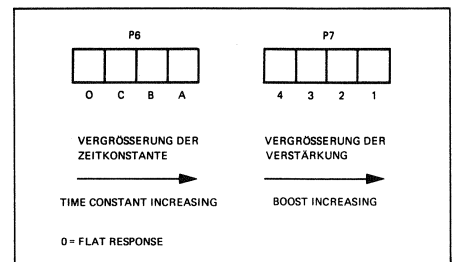 P6 P7
O C B A 4 3 2 1
VERGRÖSSERUNG DER
ZEITKONSTANTE
VERGRÖSSERUNG DER
VERSTÄRKUNG
TIME CONSTANT INCREASING
BOOST INCREASING
0 = FLAT RESPONSE